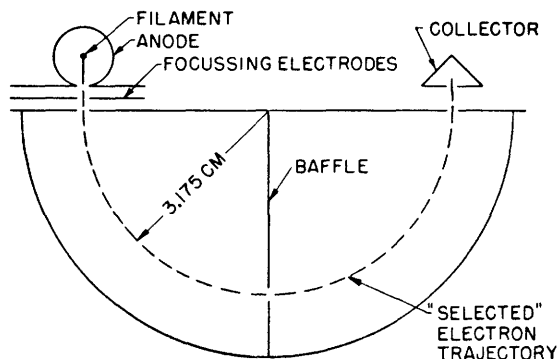 FILAMENT
ANODE
FOCUSSING ELECTRODES
COLLECTOR
3.175 CM
BAFFLE
"SELECTED"
ELECTRON
TRAJECTORY